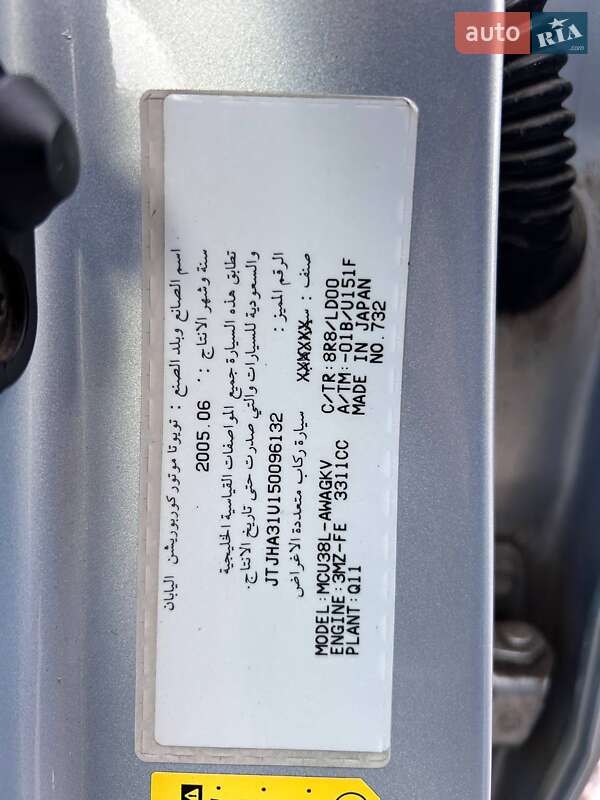 auto RIA .com
اسم الصانع وبلد الصنع : تويوتا موتور كوربوريشن اليابان
سنة وشهر الانتاج : 2005.06
تطابق هذه السيارة جميع المواصفات القياسية الخليجية
والسعودية للسيارات والتي صدرت حتى تاريخ الانتاج.
الرقم المميز : JTJHA31U150096132
صنف : سيارة ركاب متعددة الاغراض
MODEL:MCU38L-AWAGKV
ENGINE:3MZ-FE 3311CC
PLANT:Q11
C/TR:8R8/LD00
A/TM:-01B/U151F
MADE IN JAPAN
NO.732